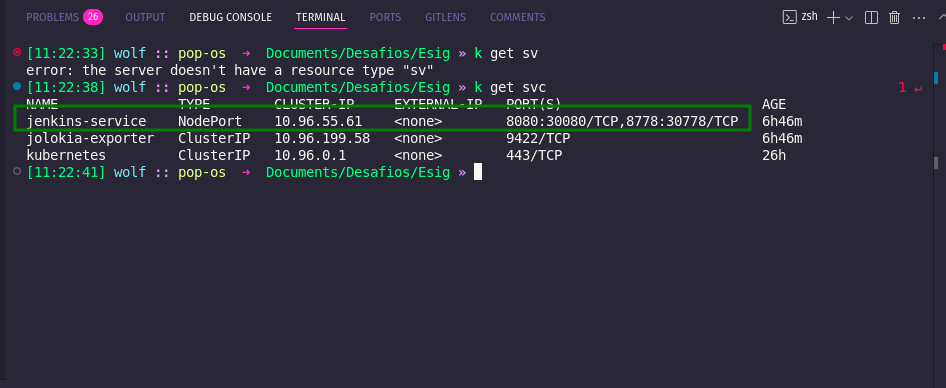 PROBLEMS 26 OUTPUT DEBUG CONSOLE TERMINAL PORTS GITLENS COMMENTS zsh
[11:22:33] wolf :: pop-os → Documents/Desafios/Esig » k get sv
error: the server doesn't have a resource type "sv"
[11:22:38] wolf :: pop-os → Documents/Desafios/Esig » k get svc 1 ↵
NAME TYPE CLUSTER-IP EXTERNAL-IP PORT(S) AGE
jenkins-service NodePort 10.96.55.61 <none> 8080:30080/TCP,8778:30778/TCP 6h46m
jolokia-exporter ClusterIP 10.96.199.58 <none> 9422/TCP 6h46m
kubernetes ClusterIP 10.96.0.1 <none> 443/TCP 26h
[11:22:41] wolf :: pop-os → Documents/Desafios/Esig »